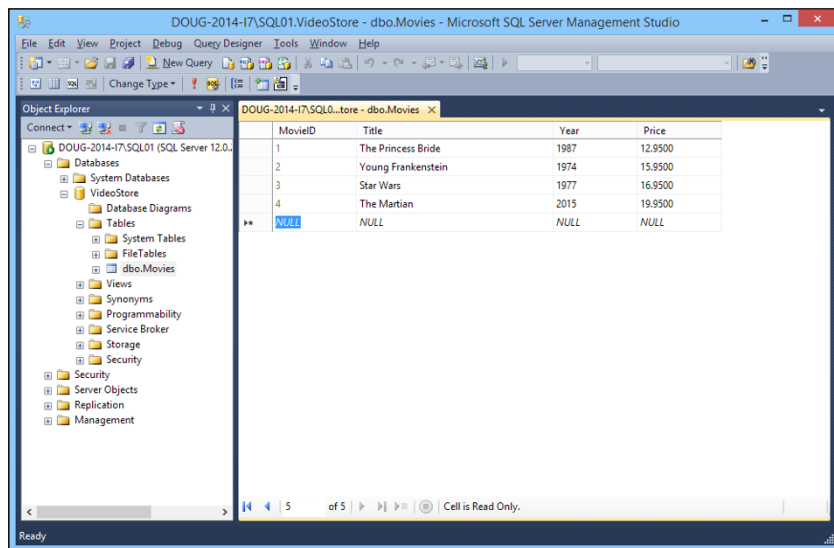 DOUG-2014-I7\SQL01.VideoStore - dbo.Movies - Microsoft SQL Server Management Studio
File Edit View Project Debug Query Designer Tools Window Help
New Query
Change Type
Object Explorer
DOUG-2014-I7\SQL0...tore - dbo.Movies
Connect
DOUG-2014-I7\SQL01 (SQL Server 12.0.
Databases
System Databases
VideoStore
Database Diagrams
Tables
System Tables
FileTables
dbo.Movies
Views
Synonyms
Programmability
Service Broker
Storage
Security
Security
Server Objects
Replication
Management
MovieID Title Year Price
1 The Princess Bride 1987 12.9500
2 Young Frankenstein 1974 15.9500
3 Star Wars 1977 16.9500
4 The Martian 2015 19.9500
NULL NULL NULL NULL
5 of 5 Cell is Read Only.
Ready